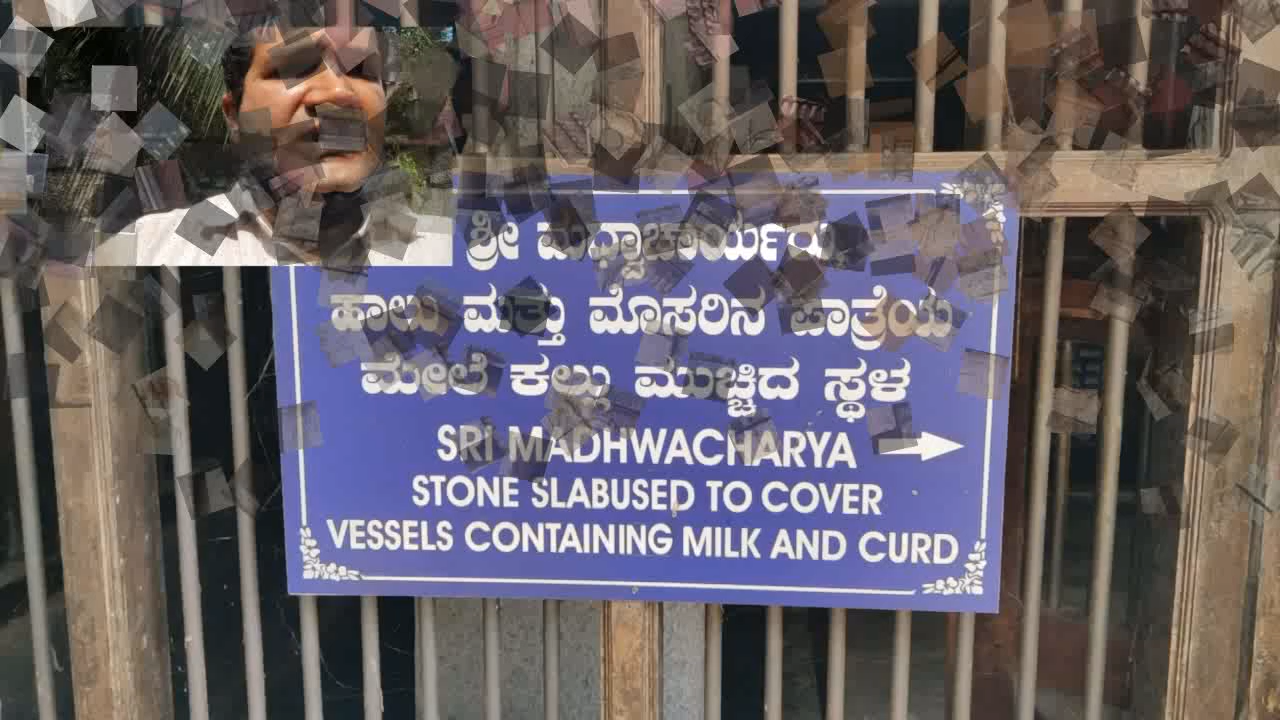 ಶ್ರೀ ಮಧ್ವಾಚಾರ್ಯರು
ಹಾಲು ಮತ್ತು ಮೊಸರಿನ ಪಾತ್ರೆಯ
ಮೇಲೆ ಕಲ್ಲು ಮುಚ್ಚಿದ ಸ್ಥಳ
SRI MADHWACHARYA
STONE SLABUSED TO COVER
VESSELS CONTAINING MILK AND CURD